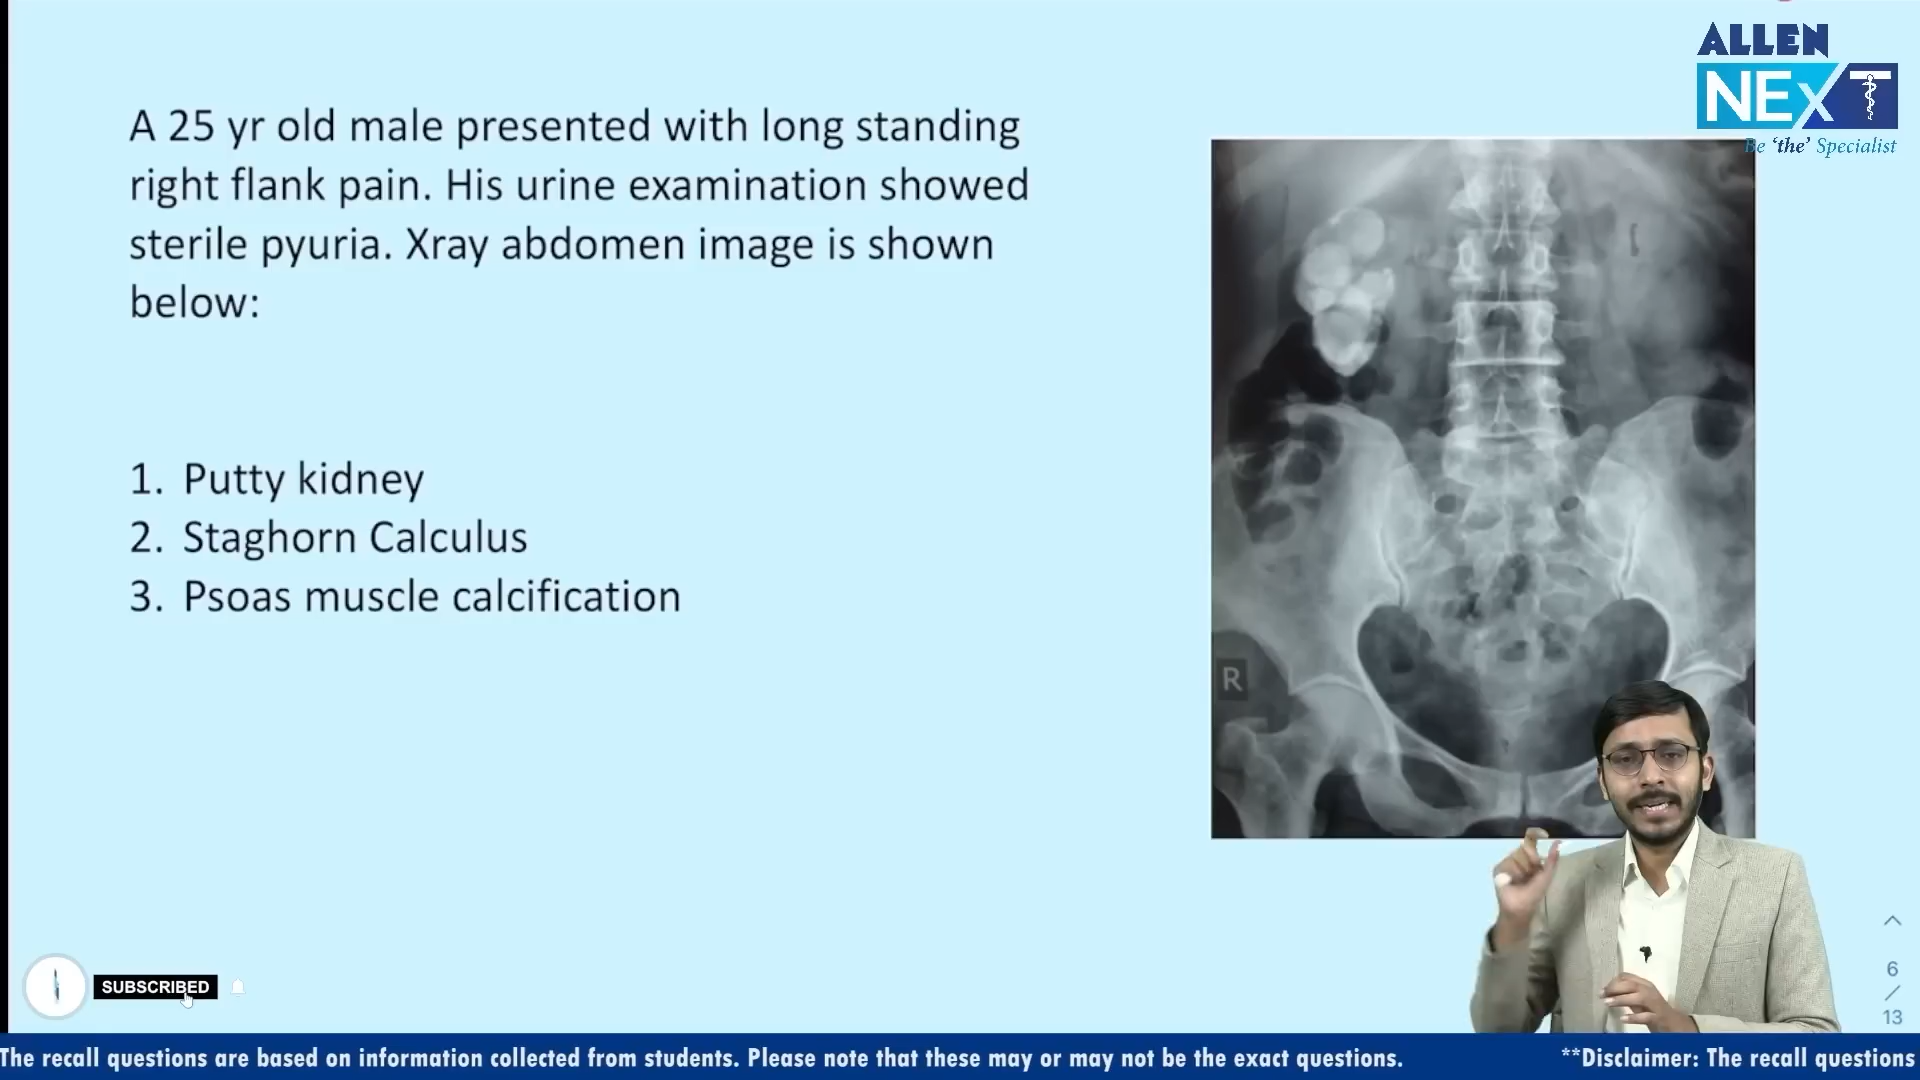 ALLEN
NEXT
Be 'the' Specialist
A 25 yr old male presented with long standing
right flank pain. His urine examination showed
sterile pyuria. Xray abdomen image is shown
below:
1. Putty kidney
2. Staghorn Calculus
3. Psoas muscle calcification
R
SUBSCRIBED
6
/
13
The recall questions are based on information collected from students. Please note that these may or may not be the exact questions. **Disclaimer: The recall questions